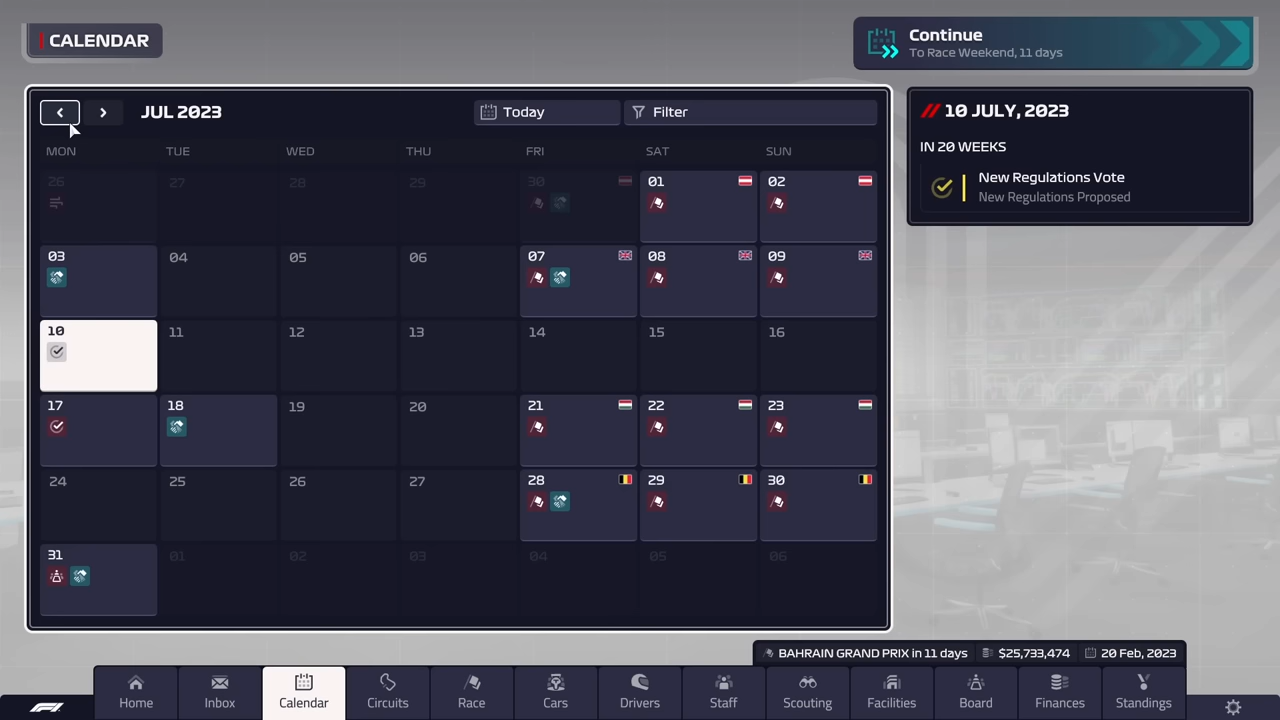 CALENDAR
Continue
To Race Weekend, 11 days
JUL 2023
Today
Filter
MON TUE WED THU FRI SAT SUN
26 27 28 29 30 01 02
03 04 05 06 07 08 09
10 11 12 13 14 15 16
17 18 19 20 21 22 23
24 25 26 27 28 29 30
31 01 02 03 04 05 06
10 JULY, 2023
IN 20 WEEKS
New Regulations Vote
New Regulations Proposed
BAHRAIN GRAND PRIX in 11 days $25,733,474 20 Feb, 2023
F1 Home Inbox Calendar Circuits Race Cars Drivers Staff Scouting Facilities Board Finances Standings